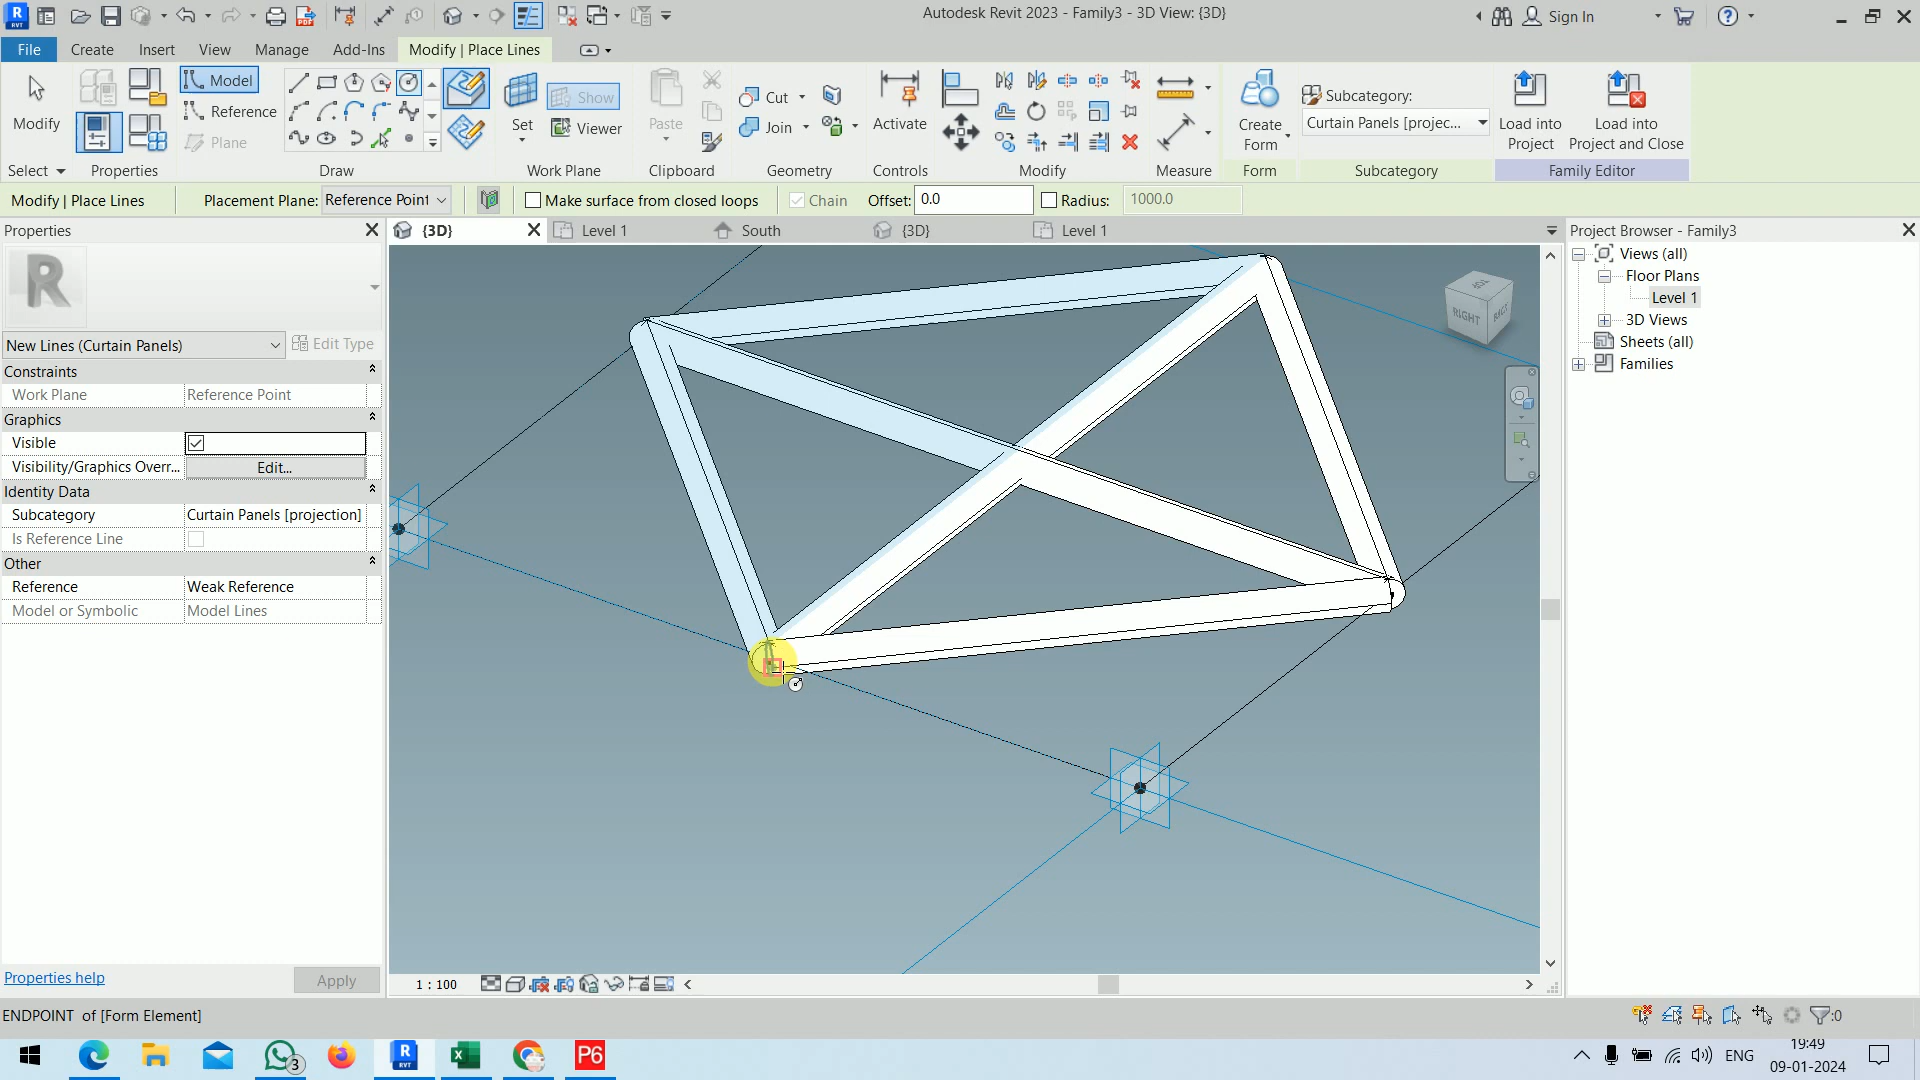 Autodesk Revit 2023 - Family3 - 3D View: {3D}
Sign In
File Create Insert View Manage Add-Ins Modify | Place Lines
Modify
Model
Reference
Plane
Set
Show
Viewer
Paste
Cut
Join
Activate
Create
Form
Subcategory:
Curtain Panels [projec...
Load into
Project
Load into
Project and Close
Select Properties Draw Work Plane Clipboard Geometry Controls Modify Measure Form Subcategory Family Editor
Modify | Place Lines Placement Plane: Reference Point Make surface from closed loops Chain Offset: 0.0 Radius: 1000.0
Properties
{3D} Level 1 South {3D} Level 1
Project Browser - Family3
R
New Lines (Curtain Panels) Edit Type
Constraints
Work Plane Reference Point
Graphics
Visible
Visibility/Graphics Overr... Edit...
Identity Data
Subcategory Curtain Panels [projection]
Is Reference Line
Other
Reference Weak Reference
Model or Symbolic Model Lines
Views (all)
Floor Plans
Level 1
3D Views
Sheets (all)
Families
RIGHT BACK
Properties help Apply
1 : 100
ENDPOINT of [Form Element]
:0
3
R
RVT
P6
ENG
19:49
09-01-2024